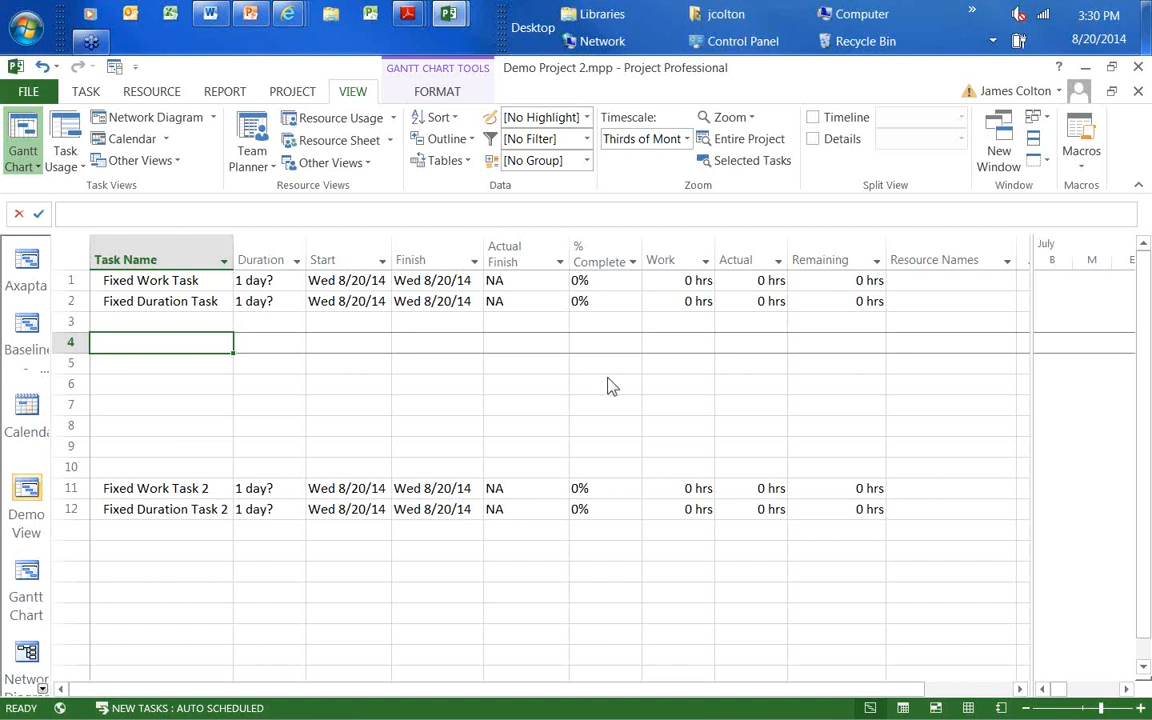 Desktop
Libraries
jcolton
Computer
»
3:30 PM
Network
Control Panel
Recycle Bin
8/20/2014
GANTT CHART TOOLS
Demo Project 2.mpp - Project Professional
FILE
TASK
RESOURCE
REPORT
PROJECT
VIEW
FORMAT
James Colton
Gantt Chart
Task Usage
Network Diagram
Calendar
Other Views
Task Views
Team Planner
Resource Usage
Resource Sheet
Other Views
Resource Views
Sort
Outline
Tables
[No Highlight]
[No Filter]
[No Group]
Data
Timescale:
Thirds of Mont
Zoom
Entire Project
Selected Tasks
Zoom
Timeline
Details
Split View
New Window
Window
Macros
Macros
Task Name
Duration
Start
Finish
Actual Finish
% Complete
Work
Actual
Remaining
Resource Names
July
B M E
1 Fixed Work Task 1 day? Wed 8/20/14 Wed 8/20/14 NA 0% 0 hrs 0 hrs 0 hrs
2 Fixed Duration Task 1 day? Wed 8/20/14 Wed 8/20/14 NA 0% 0 hrs 0 hrs 0 hrs
3
4
5
6
7
8
9
10
11 Fixed Work Task 2 1 day? Wed 8/20/14 Wed 8/20/14 NA 0% 0 hrs 0 hrs 0 hrs
12 Fixed Duration Task 2 1 day? Wed 8/20/14 Wed 8/20/14 NA 0% 0 hrs 0 hrs 0 hrs
Axapta
Baseline
- ...
Calenda
Demo
View
Gantt
Chart
Networ
READY
NEW TASKS : AUTO SCHEDULED